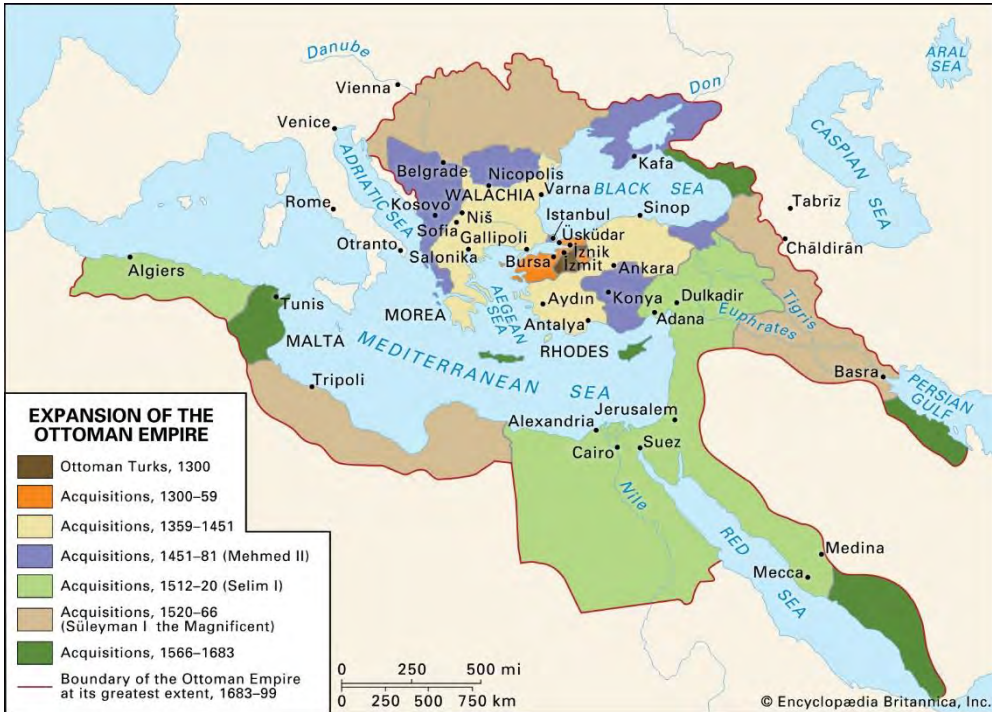 Danube
Vienna
Venice
ADRIATIC SEA
Rome
Otranto
Belgrade
Nicopolis
WALACHIA
Varna
Kosovo
Niš
Sofia
Salonika
Gallipoli
Istanbul
Üsküdar
İznik
İzmit
Bursa
BLACK SEA
Kafa
Sinop
Don
ARAL
SEA
CASPIAN
SEA
Tabrīz
Chāldirān
Ankara
Aydın
Konya
Antalya
Dulkadir
Adana
Euphrates
Tigris
Basra
PERSIAN
GULF
AEGEAN
SEA
MOREA
RHODES
Algiers
Tunis
MALTA
MEDITERRANEAN SEA
Tripoli
Alexandria
Jerusalem
Cairo
Suez
Nile
RED
SEA
Medina
Mecca
EXPANSION OF THE
OTTOMAN EMPIRE
Ottoman Turks, 1300
Acquisitions, 1300–59
Acquisitions, 1359–1451
Acquisitions, 1451–81 (Mehmed II)
Acquisitions, 1512–20 (Selim I)
Acquisitions, 1520–66
(Süleyman I the Magnificent)
Acquisitions, 1566–1683
Boundary of the Ottoman Empire
at its greatest extent, 1683–99
0 250 500 mi
0 250 500 750 km
© Encyclopædia Britannica, Inc.